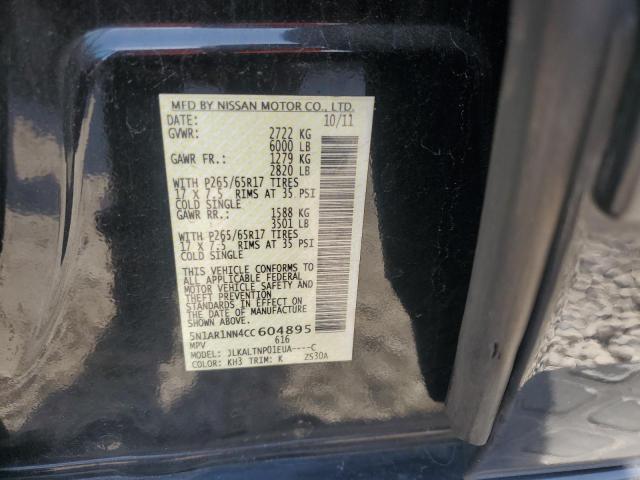 MFD BY NISSAN MOTOR CO., LTD.
DATE: 10/11
GVWR: 2722 KG
6000 LB
GAWR FR.: 1279 KG
2820 LB
WITH P265/65R17 TIRES
17 X 7.5 RIMS AT 35 PSI
COLD SINGLE
GAWR RR.: 1588 KG
3501 LB
WITH P265/65R17 TIRES
17 X 7.5 RIMS AT 35 PSI
COLD SINGLE
THIS VEHICLE CONFORMS TO
ALL APPLICABLE FEDERAL
MOTOR VEHICLE SAFETY AND
THEFT PREVENTION
STANDARDS IN EFFECT ON
THE DATE OF MANUFACTURE
SHOWN ABOVE.
5N1AR1NN4CC604895
MPV 616
MODEL: JLKALTNP01EUA----C
COLOR: KH3 TRIM: K ZS30A